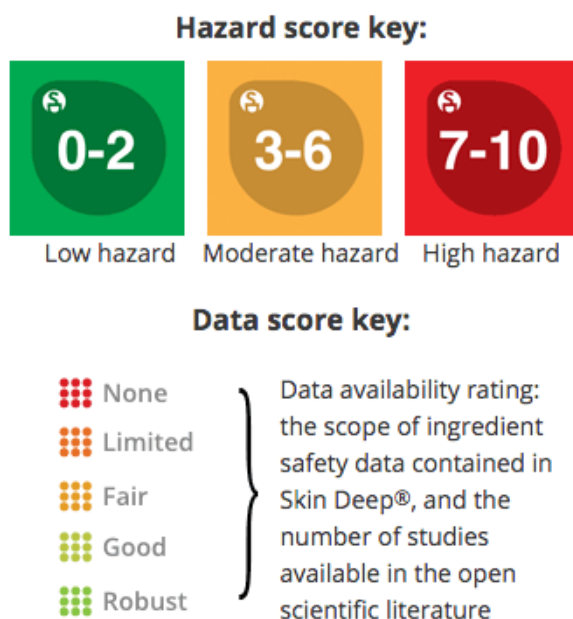 Hazard score key:
0-2
3-6
7-10
Low hazard
Moderate hazard
High hazard
Data score key:
None
Limited
Fair
Good
Robust
Data availability rating:
the scope of ingredient
safety data contained in
Skin Deep®, and the
number of studies
available in the open
scientific literature